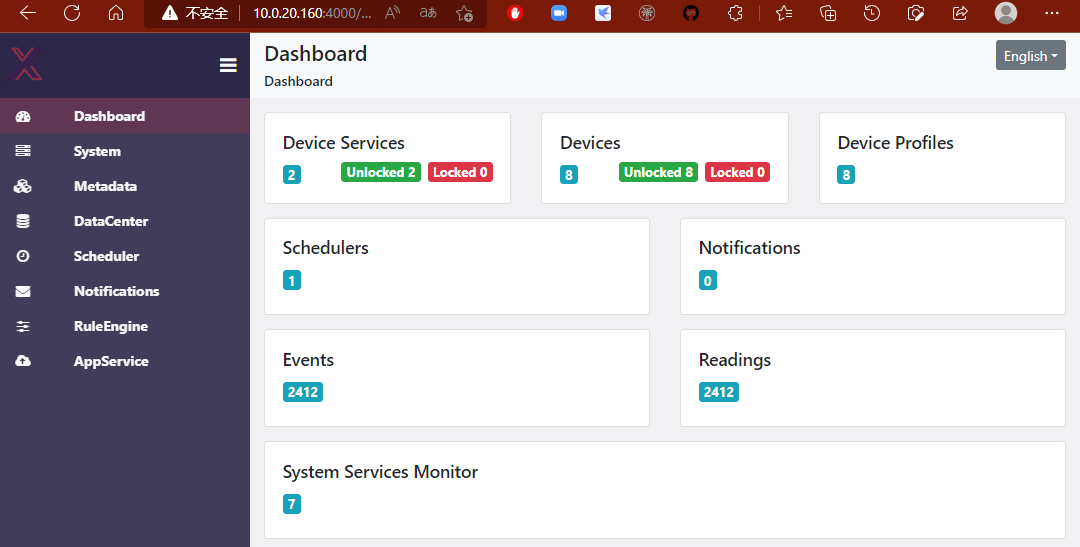 不安全 10.0.20.160:4000/...
Dashboard
English
Dashboard
Dashboard
System
Metadata
DataCenter
Scheduler
Notifications
RuleEngine
AppService
Device Services
2 Unlocked 2 Locked 0
Devices
8 Unlocked 8 Locked 0
Device Profiles
8
Schedulers
1
Notifications
0
Events
2412
Readings
2412
System Services Monitor
7